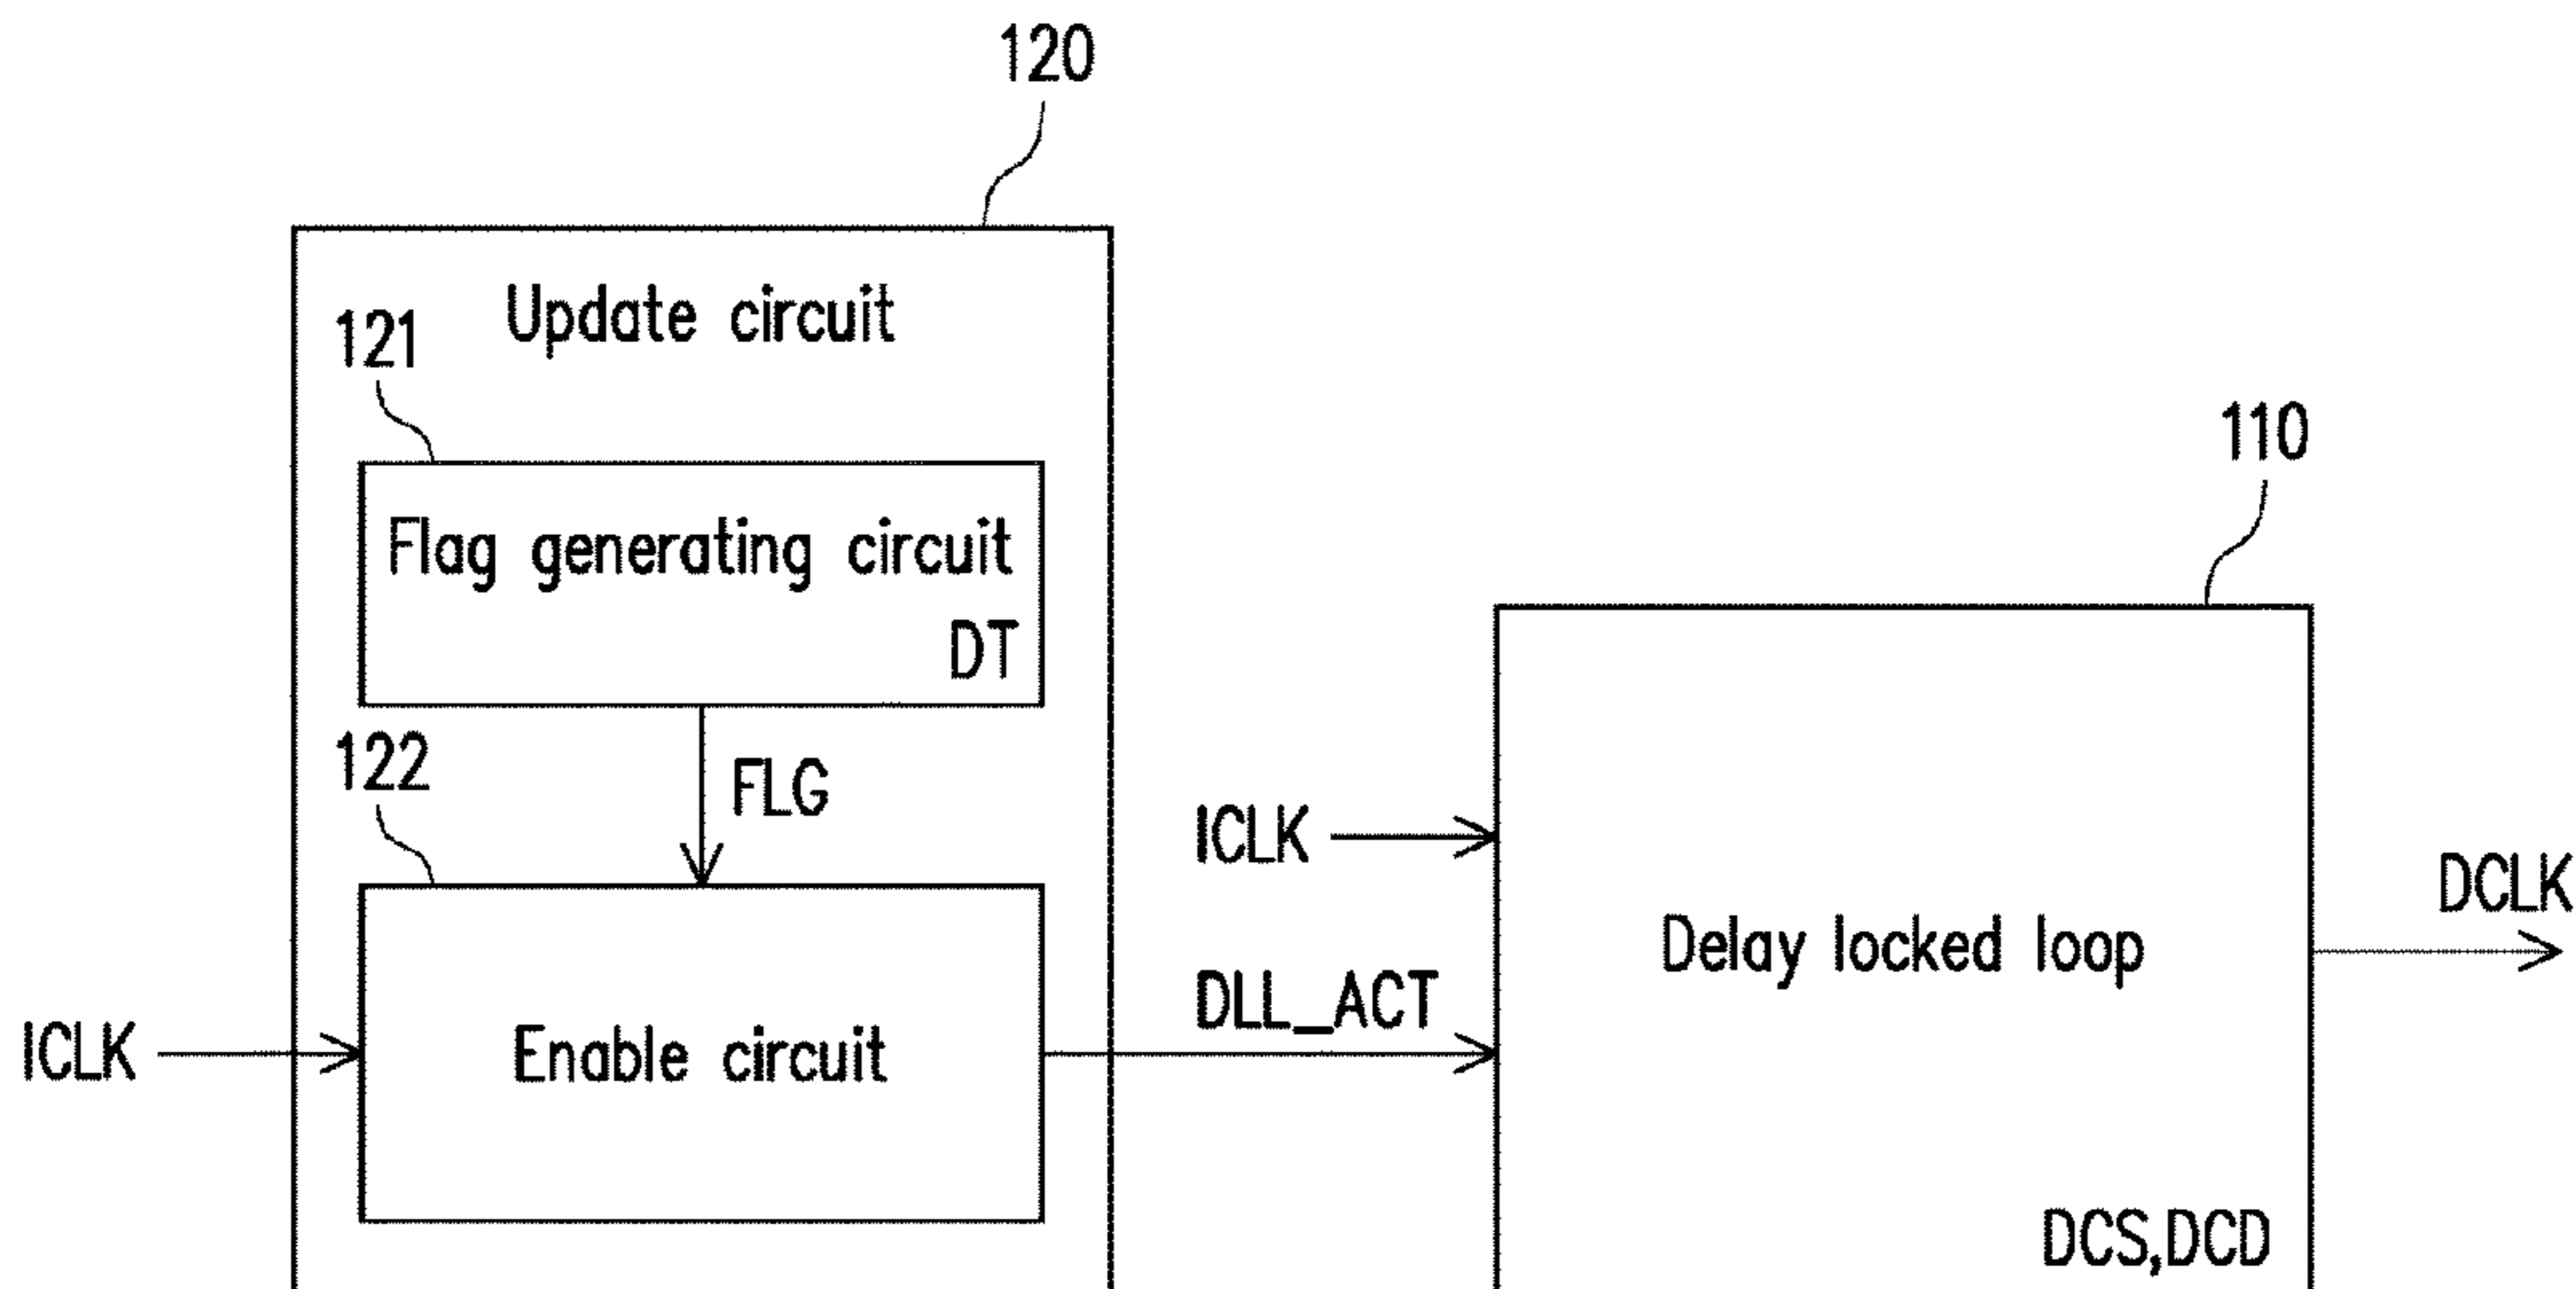 120
Update circuit
121
110
Flag generating circuit
DT
122
FLG
ICLK
DCLK
Delay locked loop
DLL_ACT
ICLK
Enable circuit
DCS,DCD